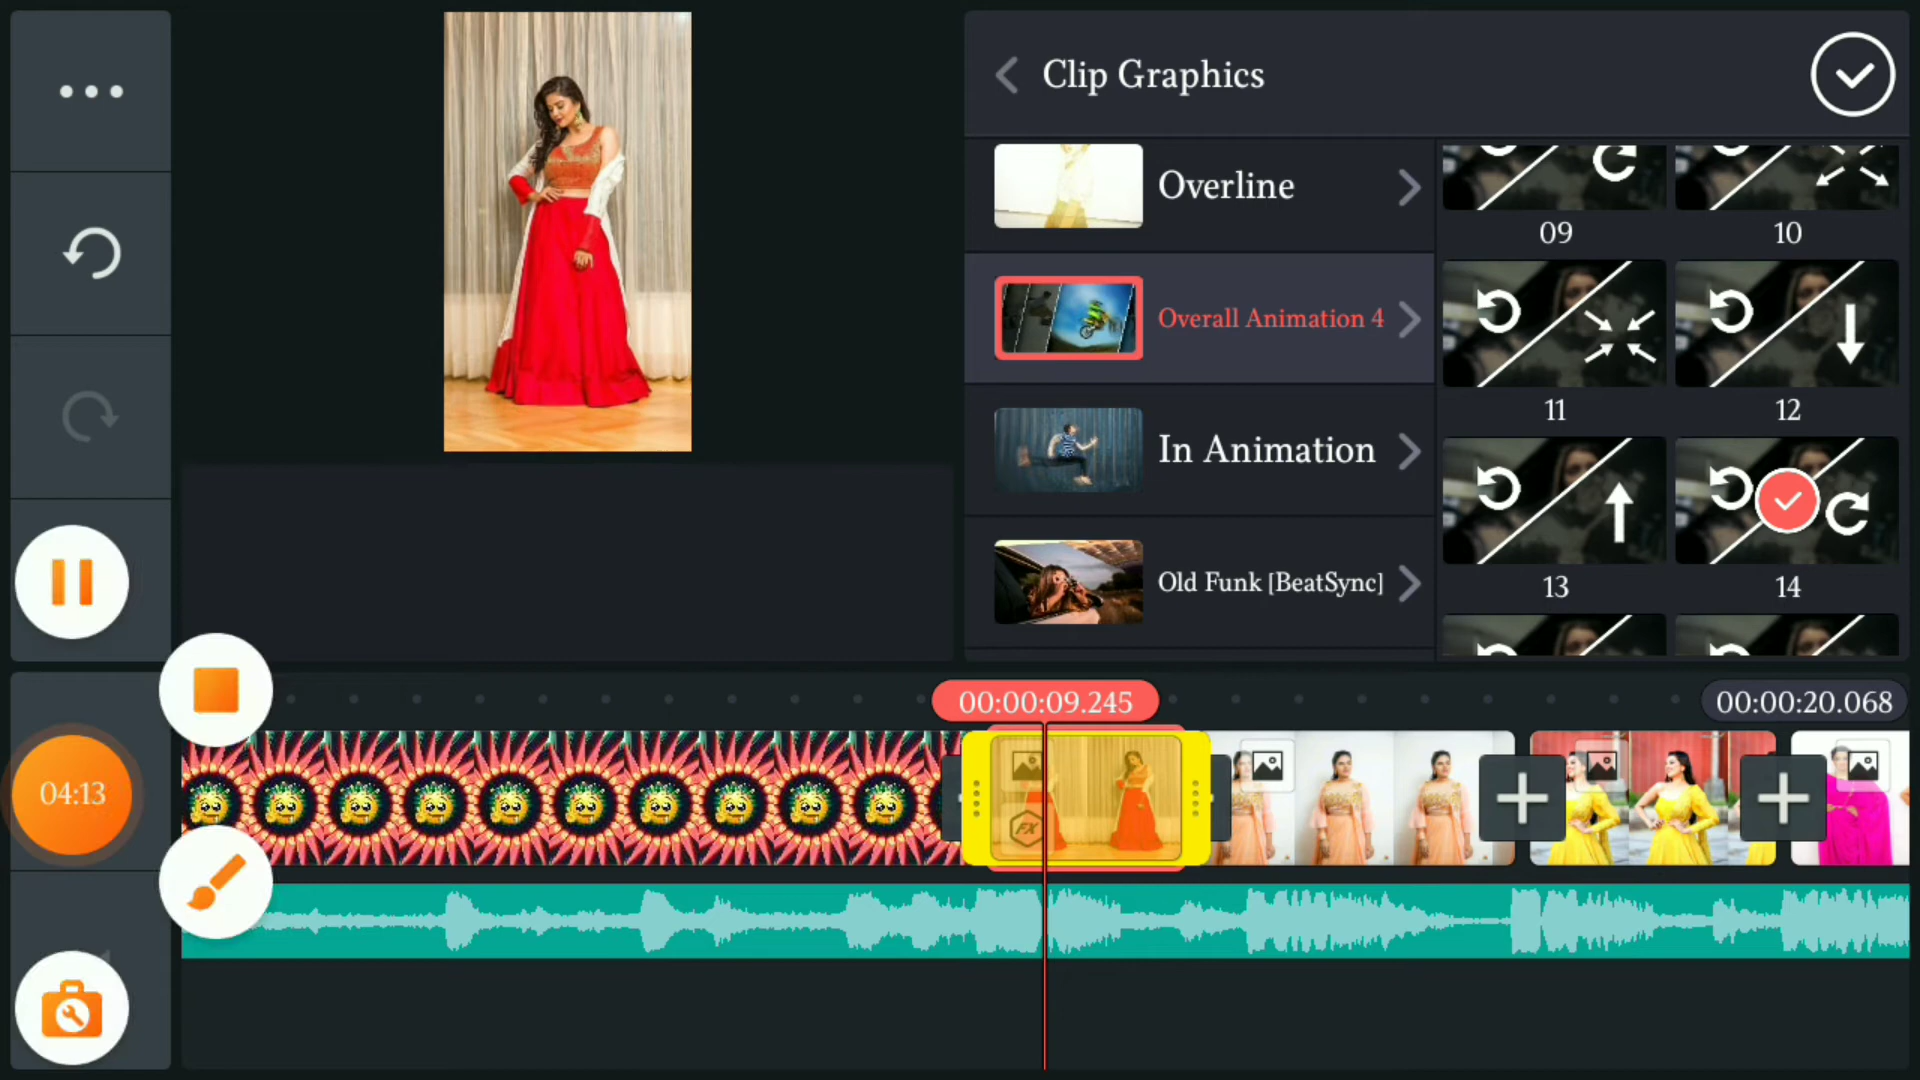 Clip Graphics
Overline
Overall Animation 4
In Animation
Old Funk [BeatSync]
09
10
11
12
13
14
00:00:09.245
00:00:20.068
04:13
FX